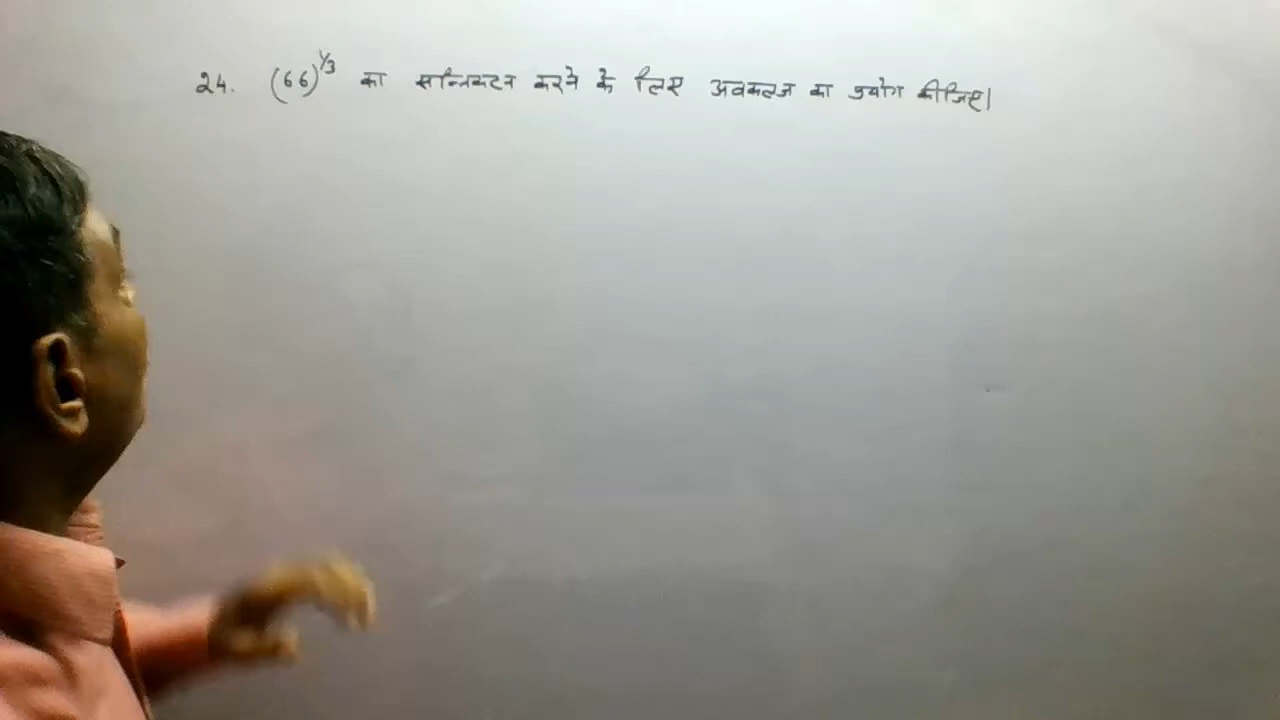 24. (66)^1/3 का सन्निकटन करने के लिए अवकलज का प्रयोग कीजिए।